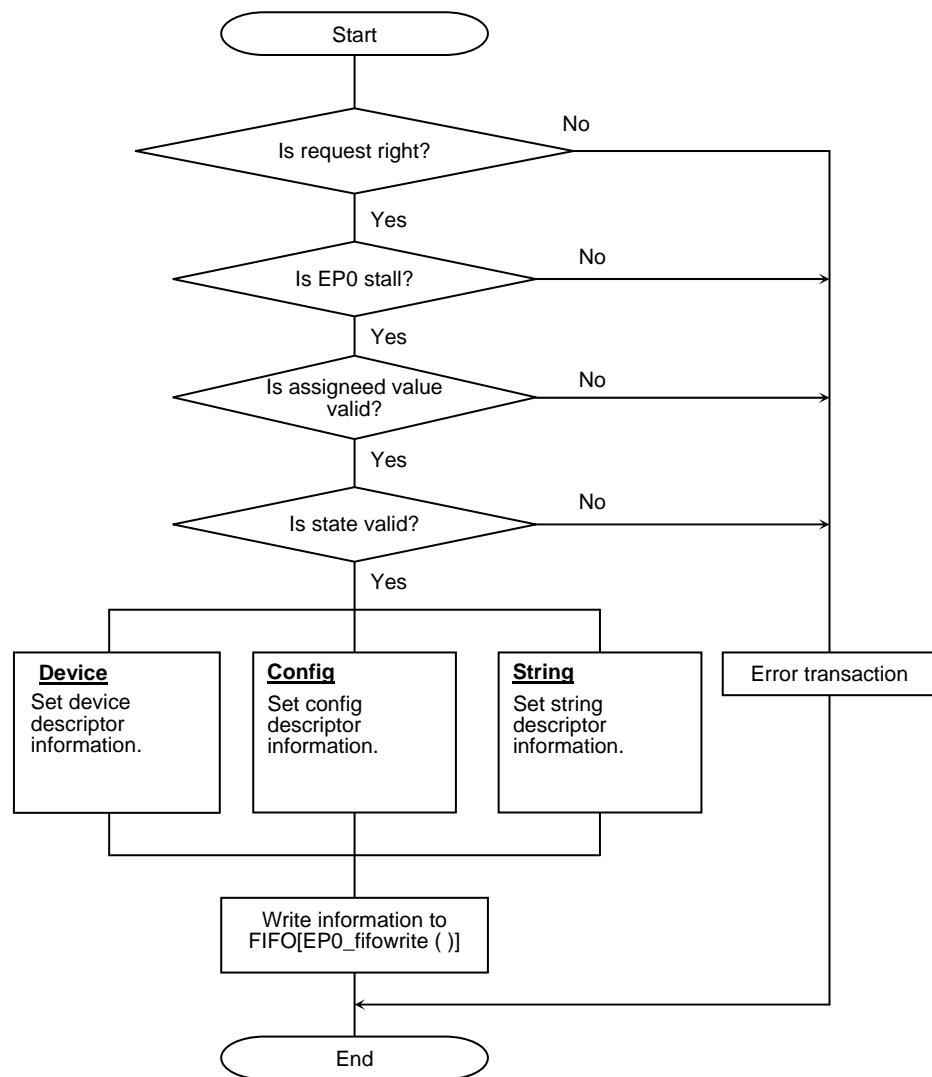 Start
No
Is request right?
Yes
No
Is EP0 stall?
Yes
No
Is assigneed value
valid?
Yes
No
Is state valid?
Yes
Device
Set device
descriptor
information.
Config
Set config
descriptor
information.
String
Set string
descriptor
information.
Error transaction
Write information to
FIFO[EP0_fifowrite ( )]
End